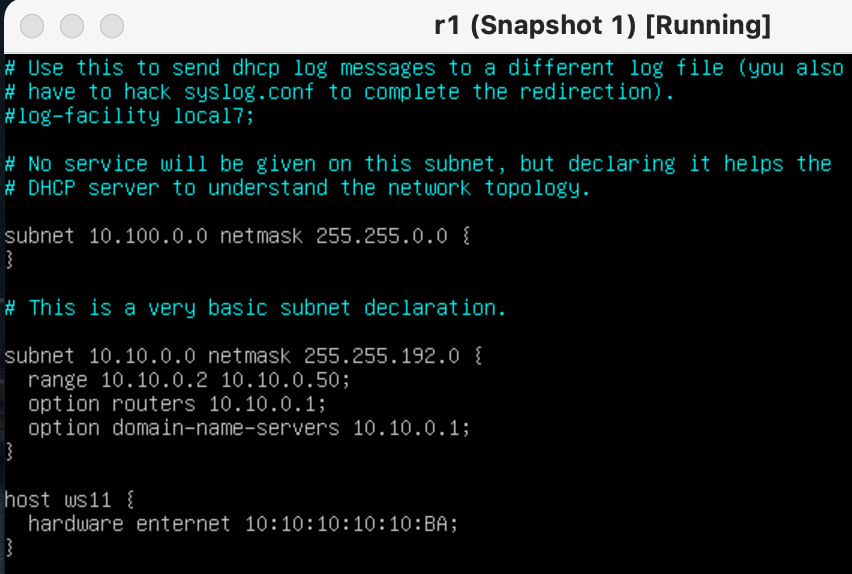 r1 (Snapshot 1) [Running]
# Use this to send dhcp log messages to a different log file (you also
# have to hack syslog.conf to complete the redirection).
#log-facility local7;
# No service will be given on this subnet, but declaring it helps the
# DHCP server to understand the network topology.
subnet 10.100.0.0 netmask 255.255.0.0 {
}
# This is a very basic subnet declaration.
subnet 10.10.0.0 netmask 255.255.192.0 {
  range 10.10.0.2 10.10.0.50;
  option routers 10.10.0.1;
  option domain-name-servers 10.10.0.1;
}
host ws11 {
  hardware enternet 10:10:10:10:10:BA;
}